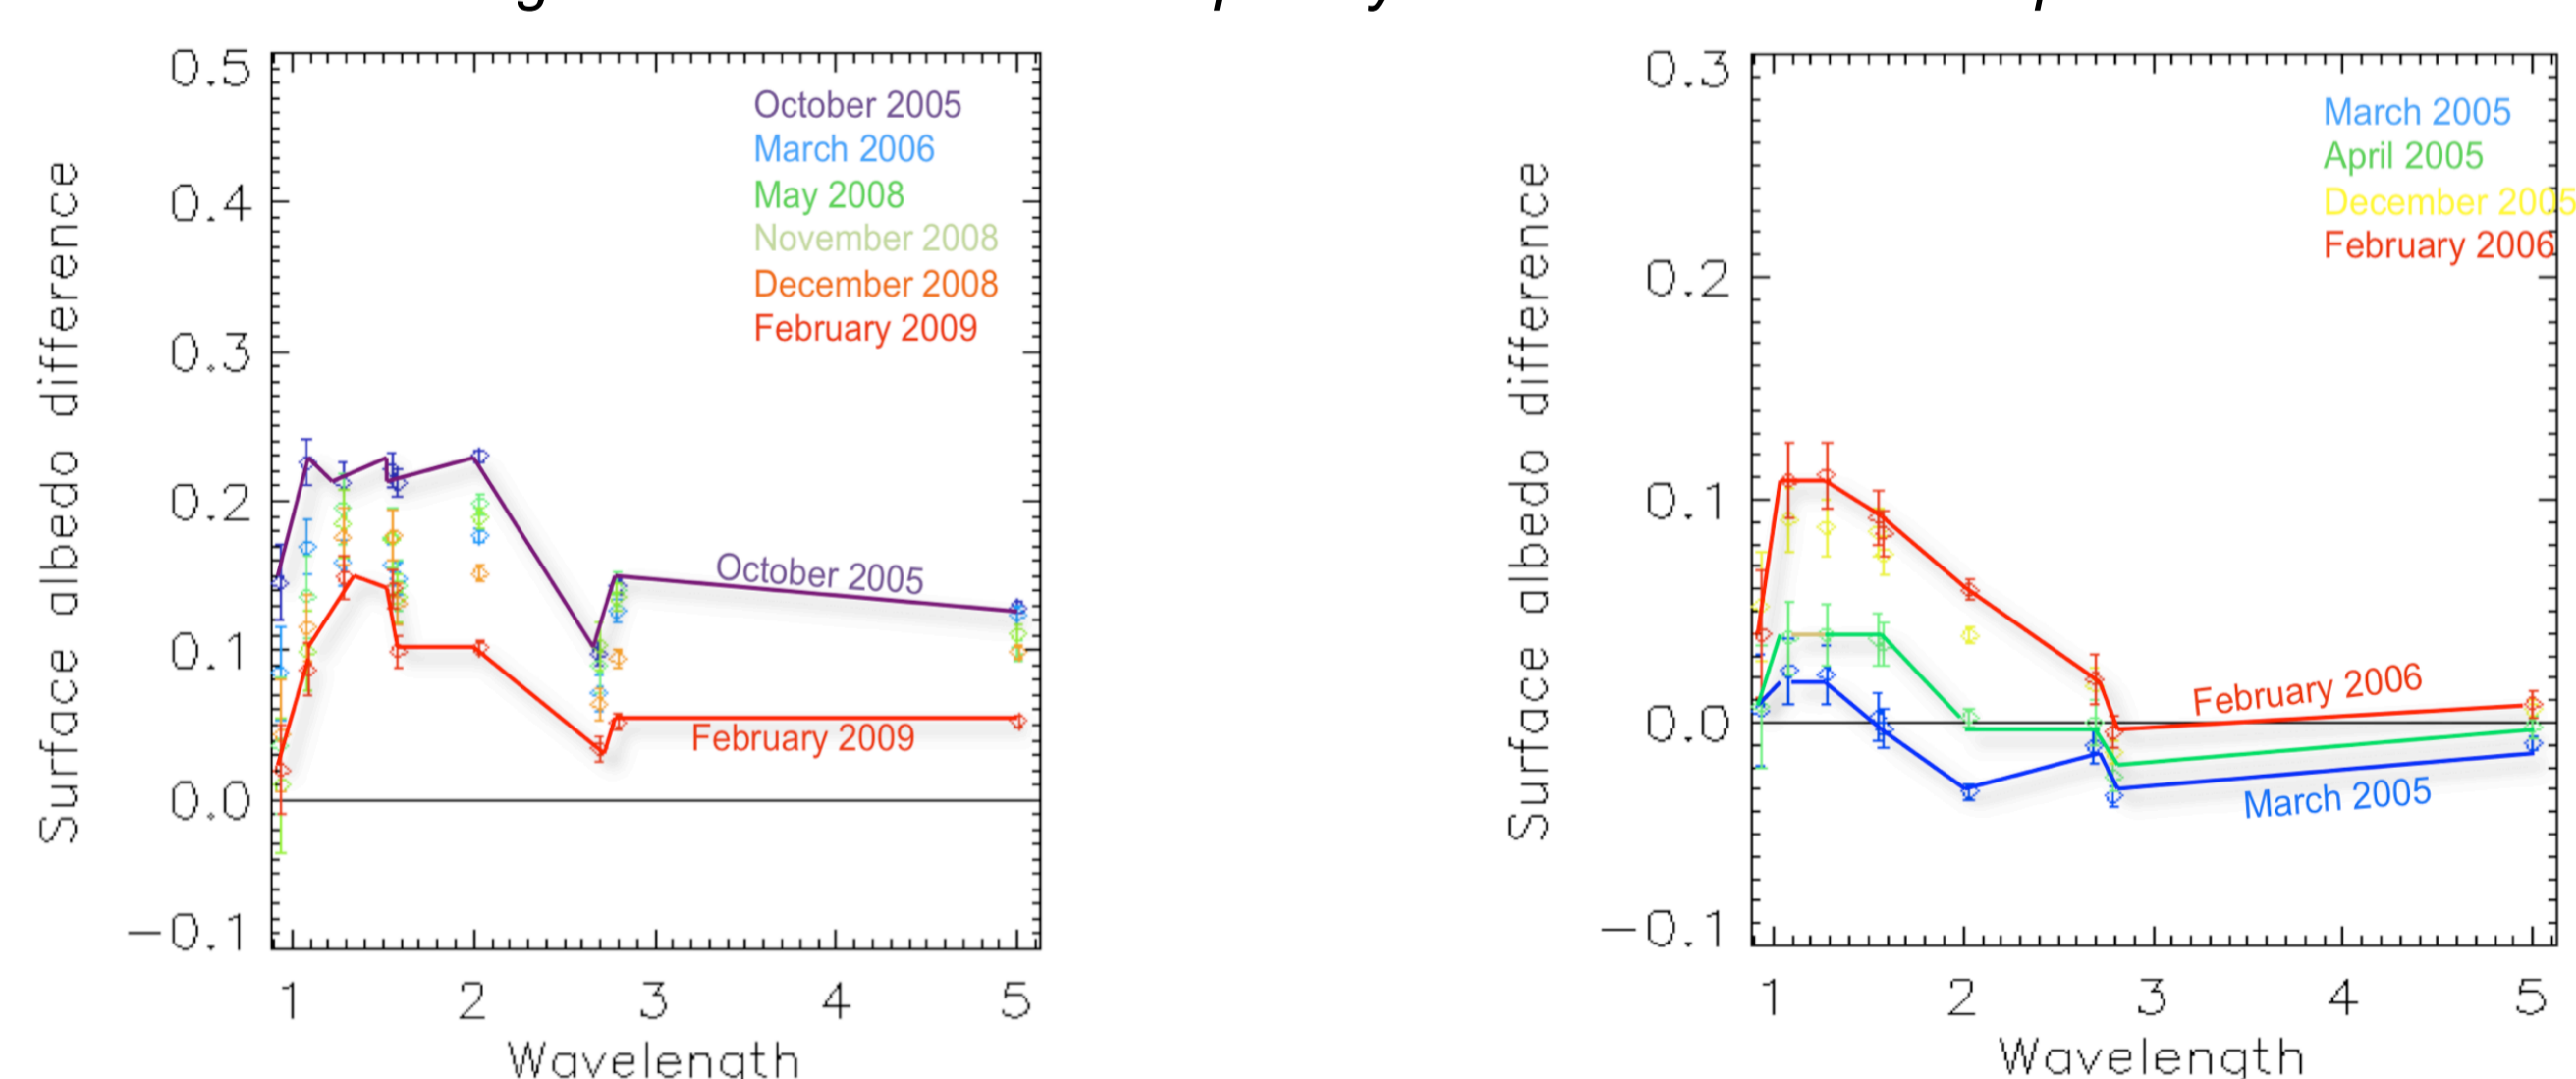 0.5
0.4
0.3
0.2
0.1
0.0
−0.1
Surface albedo difference
October 2005
March 2006
May 2008
November 2008
December 2008
February 2009
October 2005
February 2009
1 2 3 4 5
Wavelength
0.3
0.2
0.1
0.0
−0.1
Surface albedo difference
March 2005
April 2005
December 2005
February 2006
February 2006
March 2005
1 2 3 4 5
Wavelength